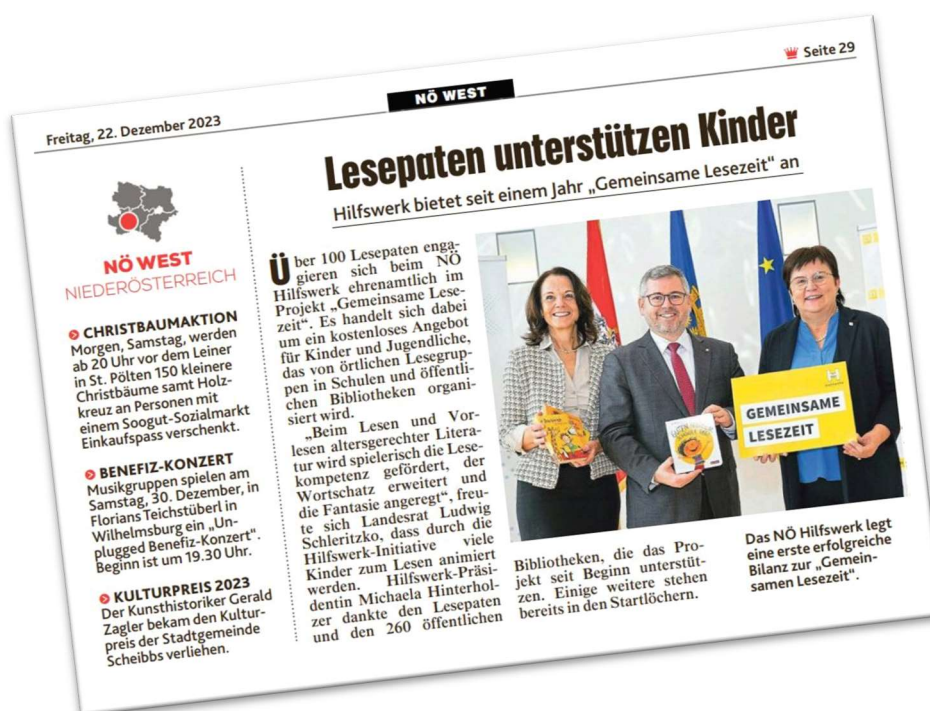 Freitag, 22. Dezember 2023
NÖ WEST
Seite 29
NÖ WEST
NIEDERÖSTERREICH
CHRISTBAUMAKTION
Morgen, Samstag, werden
ab 20 Uhr vor dem Leiner
in St. Pölten 150 kleinere
Christbäume samt Holz-
kreuz an Personen mit
einem Soogut-Sozialmarkt
Einkaufspass verschenkt.
BENEFIZ-KONZERT
Musikgruppen spielen am
Samstag, 30. Dezember, in
Florians Teichstüberl in
Wilhelmsburg ein „Un-
plugged Benefiz-Konzert“.
Beginn ist um 19.30 Uhr.
KULTURPREIS 2023
Der Kunsthistoriker Gerald
Zagler bekam den Kultur-
preis der Stadtgemeinde
Scheibbs verliehen.
Lesepaten unterstützen Kinder
Hilfswerk bietet seit einem Jahr „Gemeinsame Lesezeit“ an
Über 100 Lesepaten enga-
gieren sich beim NÖ
Hilfswerk ehrenamtlich im
Projekt „Gemeinsame Lese-
zeit“. Es handelt sich dabei
um ein kostenloses Angebot
für Kinder und Jugendliche,
das von örtlichen Lesegrup-
pen in Schulen und öffentli-
chen Bibliotheken organi-
siert wird.
„Beim Lesen und Vor-
lesen altersgerechter Litera-
tur wird spielerisch die Lese-
kompetenz gefördert, der
Wortschatz erweitert und
die Fantasie angeregt“, freu-
te sich Landesrat Ludwig
Schleritzko, dass durch die
Hilfswerk-Initiative viele
Kinder zum Lesen animiert
werden. Hilfswerk-Präsi-
dentin Michaela Hinterhol-
zer dankte den Lesepaten
und den 260 öffentlichen
Bibliotheken, die das Pro-
jekt seit Beginn unterstüt-
zen. Einige weitere stehen
bereits in den Startlöchern.
GEMEINSAME
LESEZEIT
Das NÖ Hilfswerk legt
eine erste erfolgreiche
Bilanz zur „Gemein-
samen Lesezeit“.